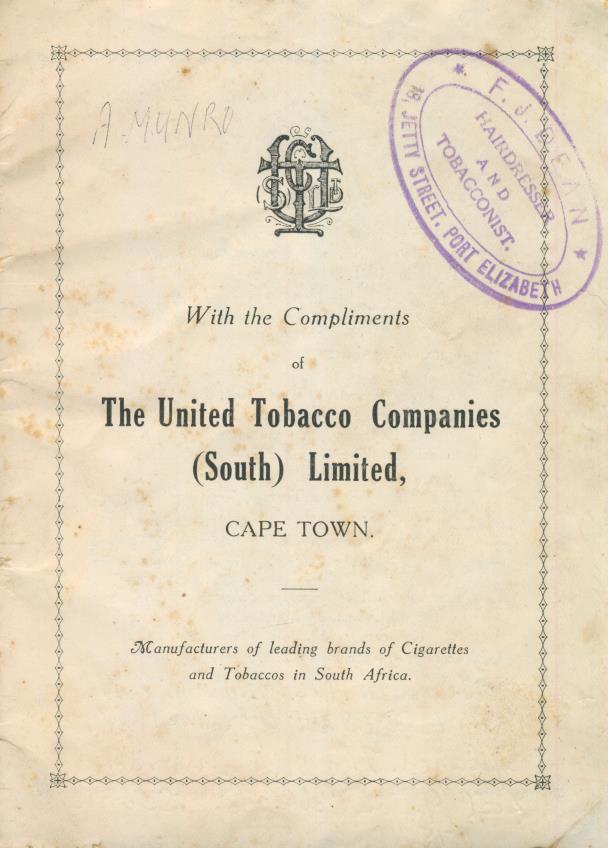 A. MUNRO
F. J. DEAN
HAIRDRESSER
AND
TOBACCONIST.
18, JETTY STREET, PORT ELIZABETH
With the Compliments
of
The United Tobacco Companies
(South) Limited,
CAPE TOWN.
Manufacturers of leading brands of Cigarettes
and Tobaccos in South Africa.